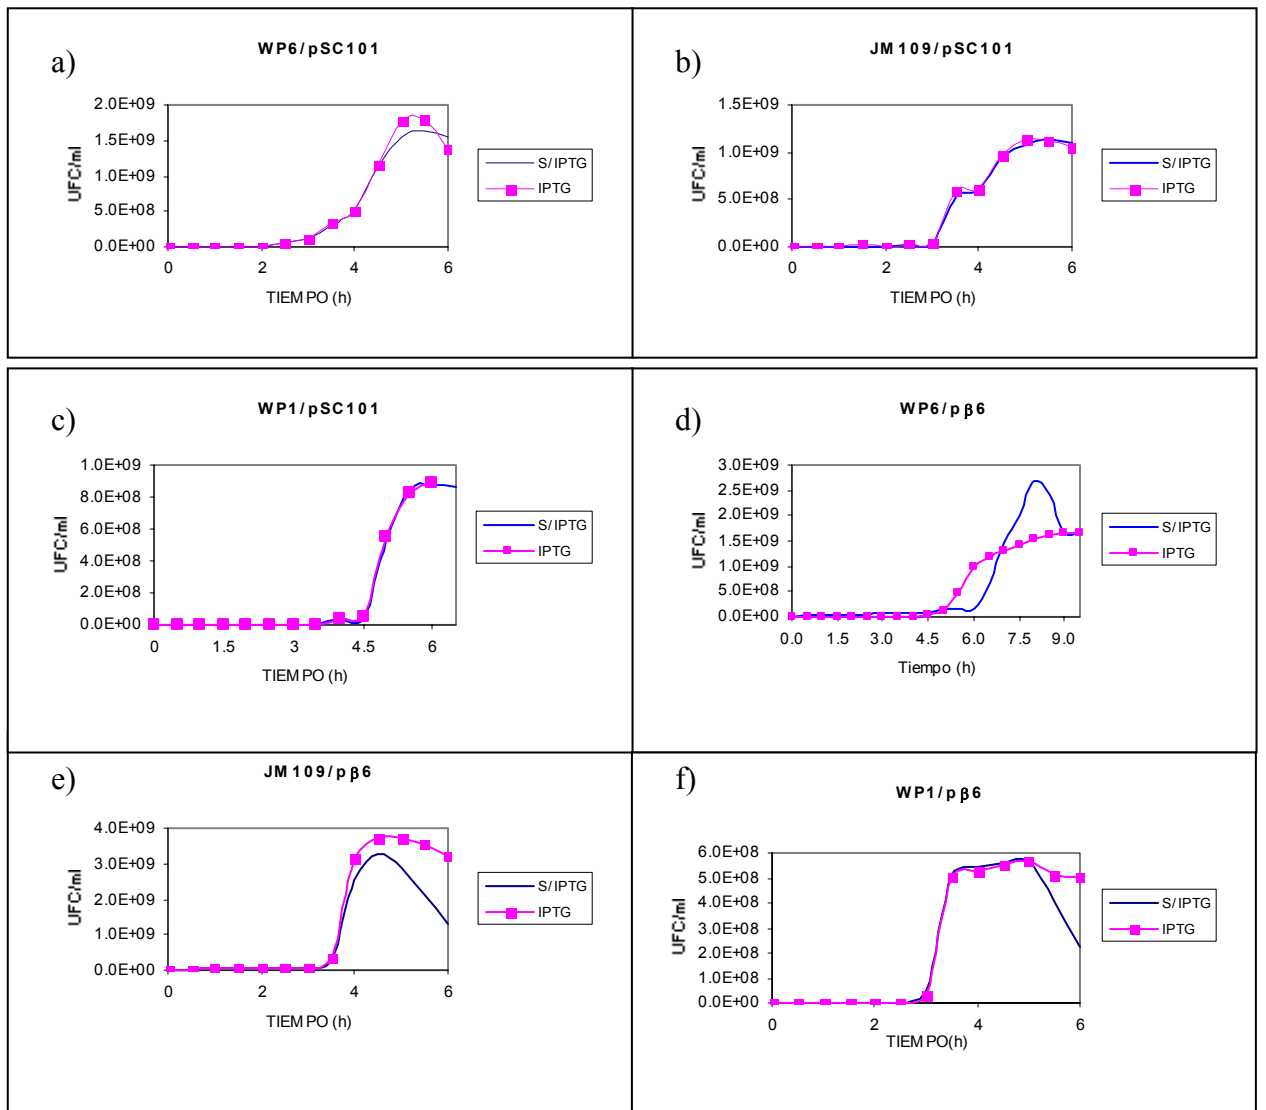 a)
WP6/pSC101
UFC/ml
2.0E+09
1.5E+09
1.0E+09
5.0E+08
0.0E+00
0 2 4 6
TIEMPO (h)
S/IPTG
IPTG
b)
JM109/pSC101
UFC/ml
1.5E+09
1.0E+09
5.0E+08
0.0E+00
0 2 4 6
TIEMPO (h)
S/IPTG
IPTG
c)
WP1/pSC101
UFC/ml
1.0E+09
8.0E+08
6.0E+08
4.0E+08
2.0E+08
0.0E+00
0 1.5 3 4.5 6
TIEMPO (h)
S/IPTG
IPTG
d)
WP6/pβ6
UFC/ml
3.0E+09
2.5E+09
2.0E+09
1.5E+09
1.0E+09
5.0E+08
0.0E+00
0.0 1.5 3.0 4.5 6.0 7.5 9.0
Tiempo (h)
S/IPTG
IPTG
e)
JM109/pβ6
UFC/ml
4.0E+09
3.0E+09
2.0E+09
1.0E+09
0.0E+00
0 2 4 6
TIEMPO (h)
S/IPTG
IPTG
f)
WP1/pβ6
UFC/ml
6.0E+08
5.0E+08
4.0E+08
3.0E+08
2.0E+08
1.0E+08
0.0E+00
0 2 4 6
TIEMPO(h)
S/IPTG
IPTG